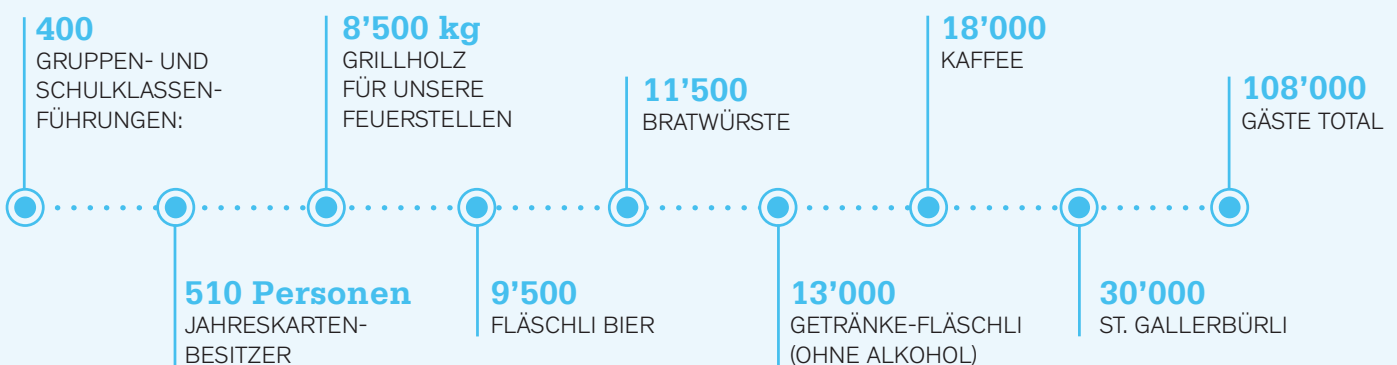 400
GRUPPEN- UND
SCHULKLASSEN-
FÜHRUNGEN:
510 Personen
JAHRESKARTEN-
BESITZER
8’500 kg
GRILLHOLZ
FÜR UNSERE
FEUERSTELLEN
9’500
FLÄSCHLI BIER
11’500
BRATWÜRSTE
13’000
GETRÄNKE-FLÄSCHLI
(OHNE ALKOHOL)
18’000
KAFFEE
30’000
ST. GALLERBÜRLI
108’000
GÄSTE TOTAL